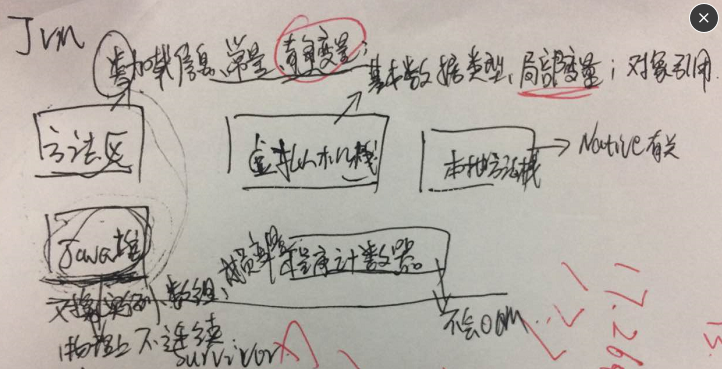 JVM
类加载信息、常量、静态变量；
基本数据类型、局部变量；对象引用.
方法区
虚拟机栈
本地方法栈
Native有关
Java堆
程序计数器。
对象实例 数组，
物理上不连续
不会OOM
survivor
17.26